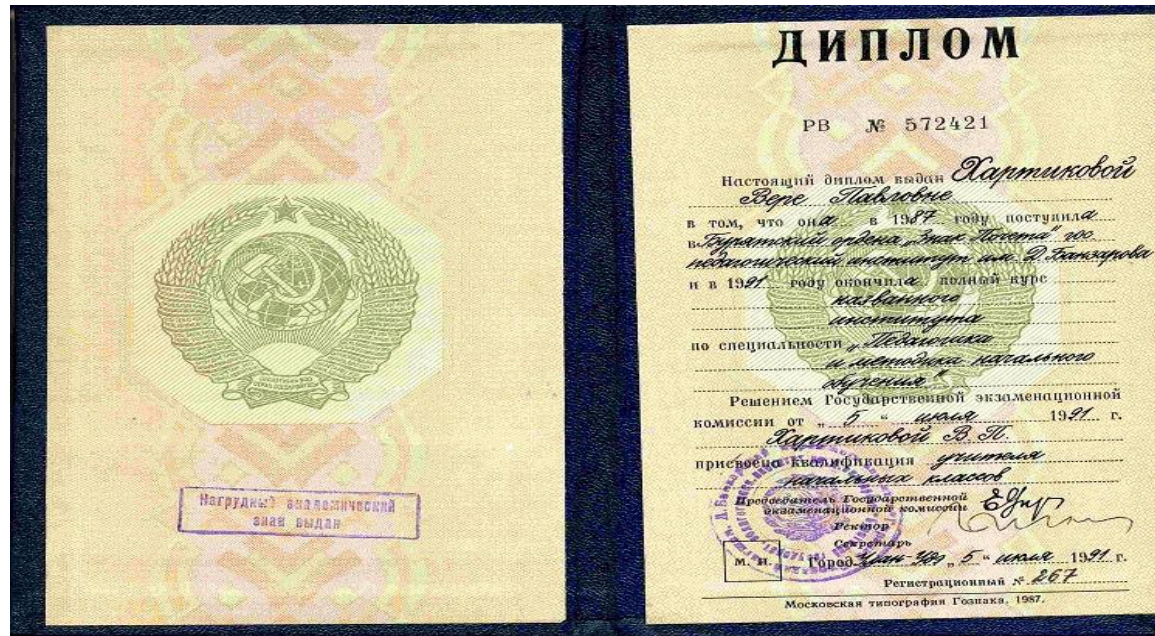 Нагрудный академический
знак выдан
ДИПЛОМ
РВ № 572421
Настоящий диплом выдан Хартиковой
Вере Павловне
в том, что она в 1987 году поступила
в Бурятский ордена „Знак Почета" гос
педагогический институт им. Д. Банзарова
и в 1991 году окончила полный курс
названного
института
по специальности „Педагогика
и методика начального
обучения"
Решением Государственной экзаменационной
комиссии от „ 5 " июля 1991 г.
Хартиковой В. П.
присвоена квалификация учителя
начальных классов
Председатель Государственной
экзаменационной комиссии
Ректор
Секретарь
М. П. Город Улан-Удэ „ 5 " июля 1991 г.
Регистрационный № 267
Московская типография Гознака. 1987.